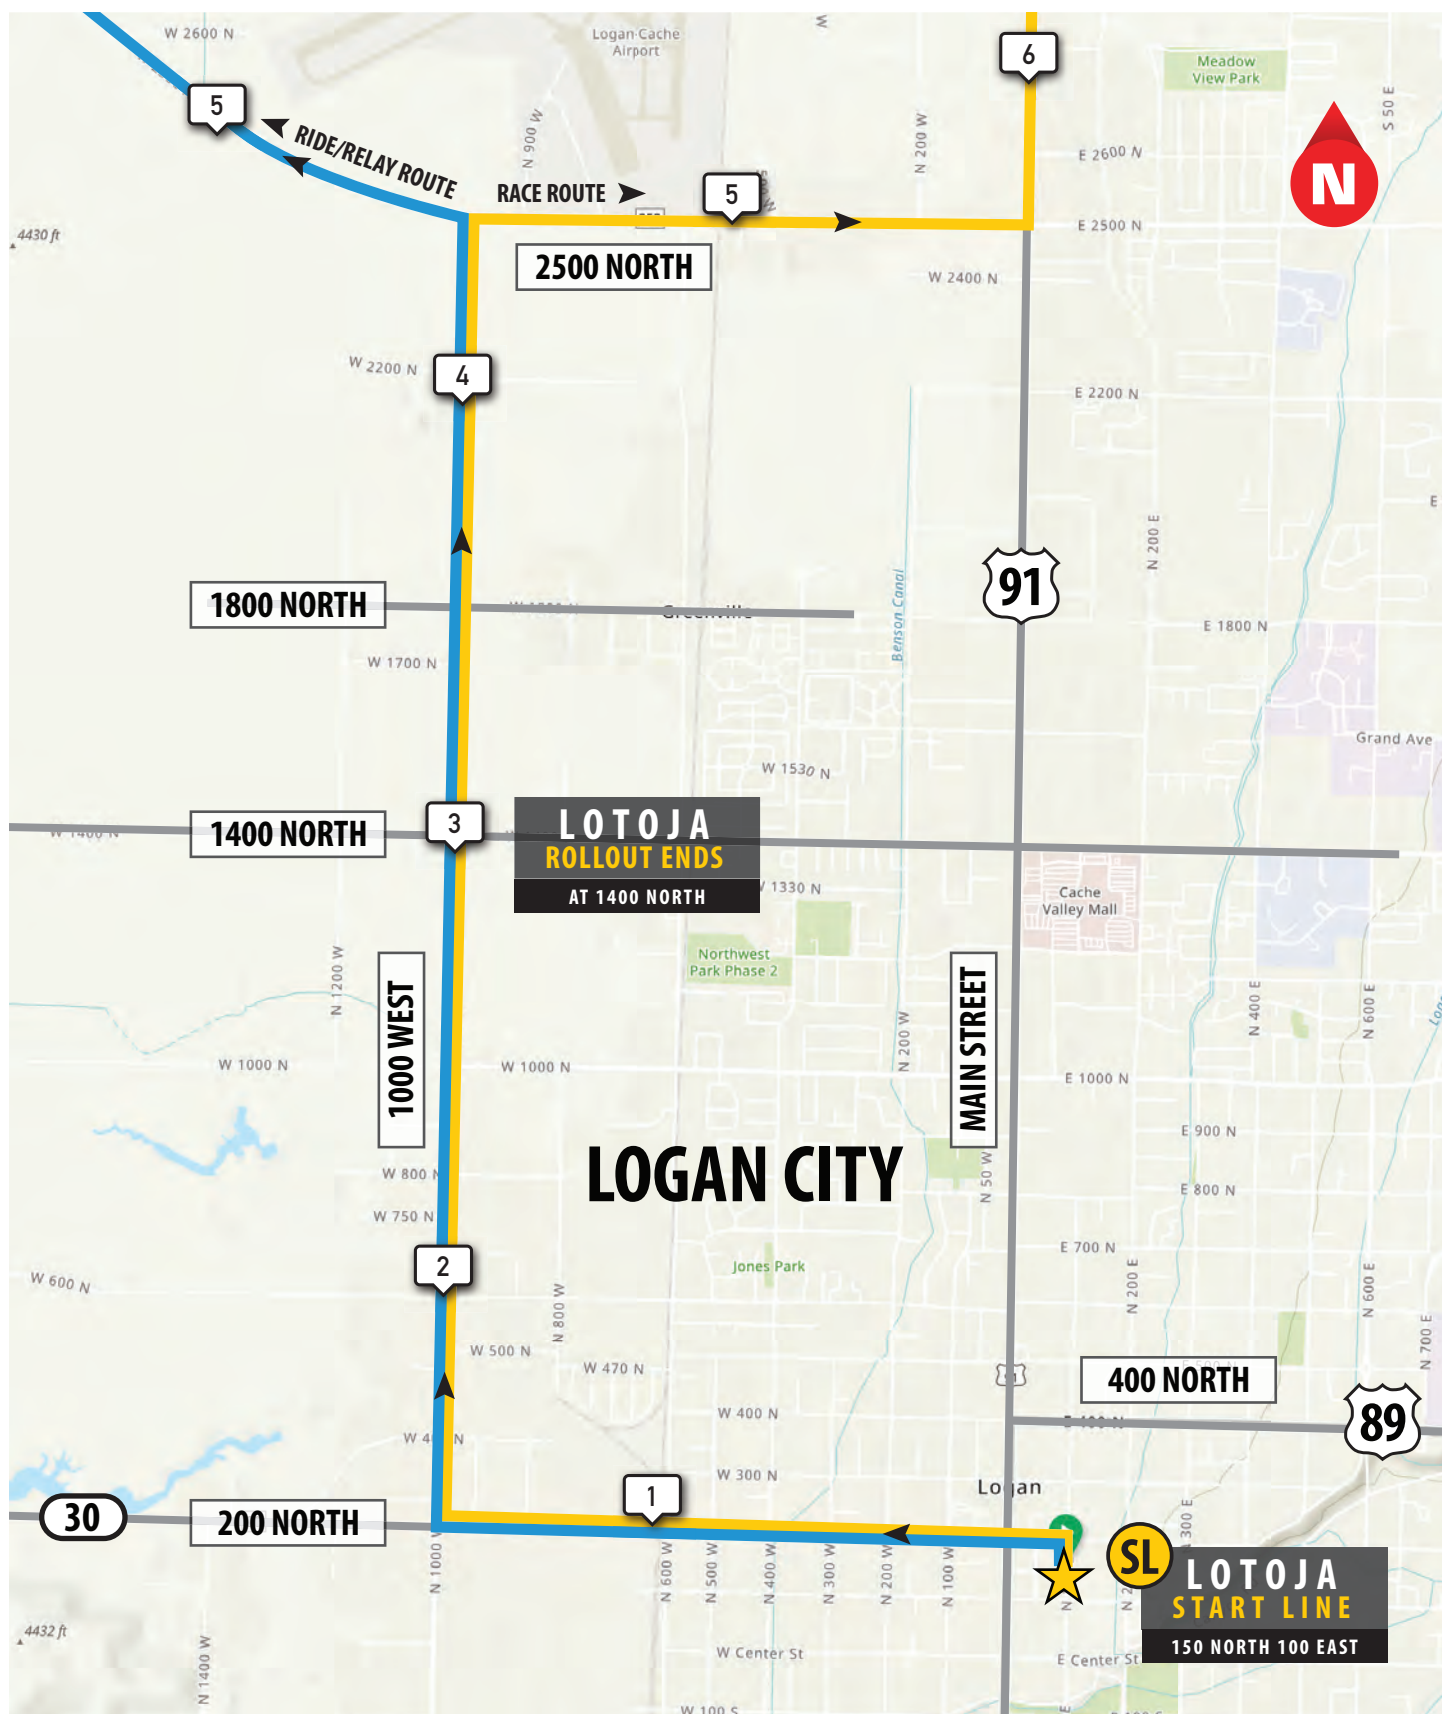 W 2600 N
Logan Cache
Airport
6
Meadow
View Park
5
RIDE/RELAY ROUTE
N 900 W
N 200 W
S 50 E
E 2600 N
N
RACE ROUTE
5
4430 ft
E 2500 N
2500 NORTH
W 2400 N
W 2200 N
4
E 2200 N
N 200 E
91
1800 NORTH
Greenville
Benson Canal
E 1800 N
W 1700 N
Grand Ave
W 1530 N
W 1400 N
1400 NORTH
3
LOTOJA
ROLLOUT ENDS
AT 1400 NORTH
1330 N
Cache
Valley Mall
Northwest
Park Phase 2
N 1200 W
1000 WEST
MAIN STREET
N 200 W
N 400 E
N 600 E
W 1000 N
W 1000 N
E 1000 N
E 900 N
LOGAN CITY
W 800 N
N 50 W
E 800 N
W 750 N
2
E 700 N
Jones Park
W 600 N
N 800 W
N 200 E
N 600 E
N 700 E
W 500 N
W 470 N
400 NORTH
W 400 N
E 400 N
89
W 300 N
Logan
1
30
200 NORTH
N 300 E
SL
LOTOJA
START LINE
150 NORTH 100 EAST
N 1000 W
N 600 W
N 500 W
N 400 W
N 300 W
N 200 W
N 100 W
4432 ft
N 1400 W
W Center St
E Center St
W 100 S